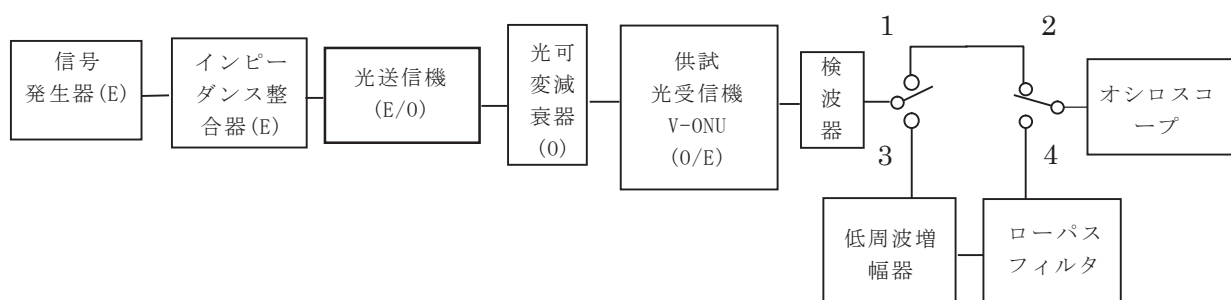 信号
発生器(E)
インピー
ダンス整
合器(E)
光送信機
(E/O)
光可
変減
衰器
(O)
供試
光受信機
V-ONU
(O/E)
検
波
器
1
2
3
4
オシロスコ
ープ
低周波増
幅器
ローパス
フィルタ